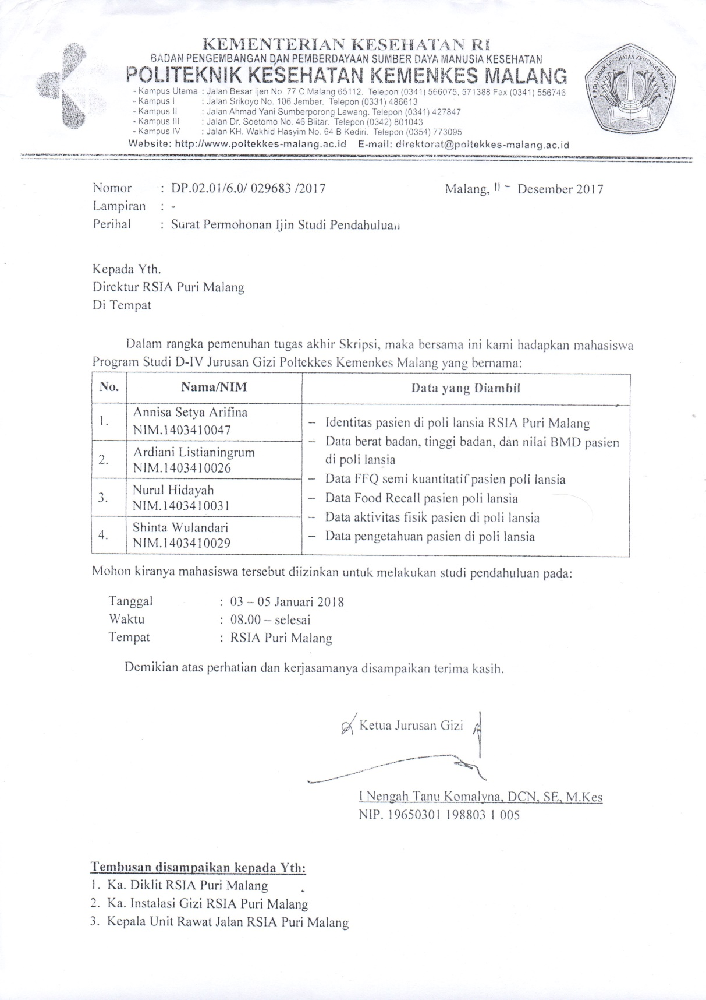 KEMENTERIAN KESEHATAN RI
BADAN PENGEMBANGAN DAN PEMBERDAYAAN SUMBER DAYA MANUSIA KESEHATAN
POLITEKNIK KESEHATAN KEMENKES MALANG
- Kampus Utama : Jalan Besar Ijen No. 77 C Malang 65112. Telepon (0341) 566075, 571388 Fax (0341) 556746
- Kampus I : Jalan Srikoyo No. 106 Jember. Telepon (0331) 486613
- Kampus II : Jalan Ahmad Yani Sumberporong Lawang. Telepon (0341) 427847
- Kampus III : Jalan Dr. Soetomo No. 46 Blitar. Telepon (0342) 801043
- Kampus IV : Jalan KH. Wakhid Hasyim No. 64 B Kediri. Telepon (0354) 773095
Website: http://www.poltekkes-malang.ac.id E-mail: direktorat@poltekkes-malang.ac.id
POLITEKNIK KESEHATAN KEMENKES MALANG
Nomor : DP.02.01/6.0/ 029683 /2017 Malang, 11 - Desember 2017
Lampiran : -
Perihal : Surat Permohonan Ijin Studi Pendahuluan
Kepada Yth.
Direktur RSIA Puri Malang
Di Tempat
Dalam rangka pemenuhan tugas akhir Skripsi, maka bersama ini kami hadapkan mahasiswa
Program Studi D-IV Jurusan Gizi Poltekkes Kemenkes Malang yang bernama:
No. Nama/NIM Data yang Diambil
1. Annisa Setya Arifina
NIM.1403410047
2. Ardiani Listianingrum
NIM.1403410026
3. Nurul Hidayah
NIM.1403410031
4. Shinta Wulandari
NIM.1403410029
– Identitas pasien di poli lansia RSIA Puri Malang
– Data berat badan, tinggi badan, dan nilai BMD pasien
di poli lansia
– Data FFQ semi kuantitatif pasien poli lansia
– Data Food Recall pasien poli lansia
– Data aktivitas fisik pasien di poli lansia
– Data pengetahuan pasien di poli lansia
Mohon kiranya mahasiswa tersebut diizinkan untuk melakukan studi pendahuluan pada:
Tanggal : 03 – 05 Januari 2018
Waktu : 08.00 – selesai
Tempat : RSIA Puri Malang
Demikian atas perhatian dan kerjasamanya disampaikan terima kasih.
Ketua Jurusan Gizi
I Nengah Tanu Komalyna, DCN, SE, M.Kes
NIP. 19650301 198803 1 005
Tembusan disampaikan kepada Yth:
1. Ka. Diklit RSIA Puri Malang
2. Ka. Instalasi Gizi RSIA Puri Malang
3. Kepala Unit Rawat Jalan RSIA Puri Malang